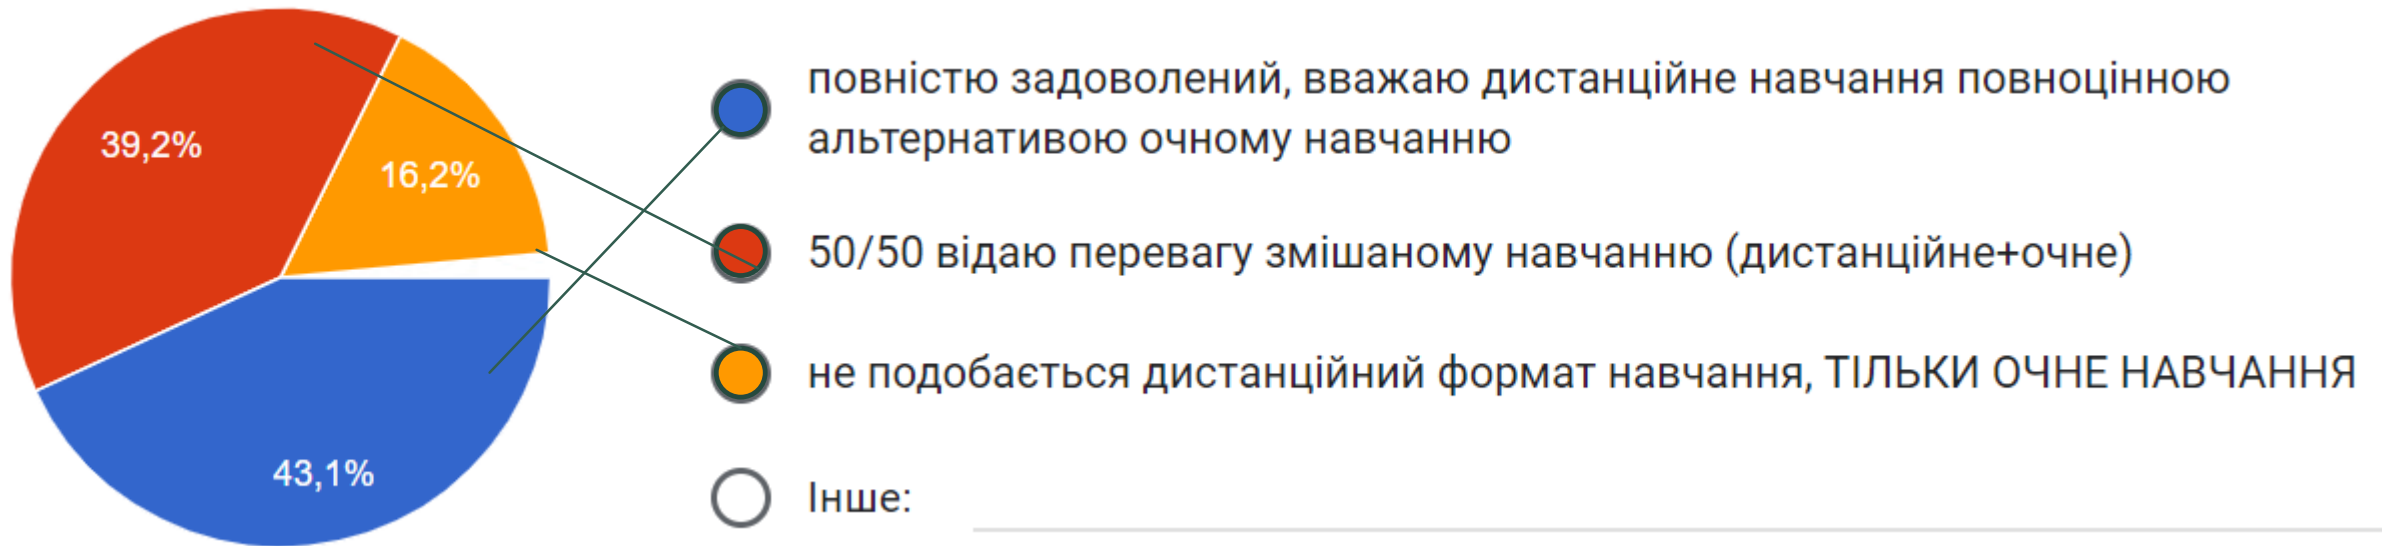 39,2%
16,2%
43,1%
повністю задоволений, вважаю дистанційне навчання повноцінною
альтернативою очному навчанню
50/50 відаю перевагу змішаному навчанню (дистанційне+очне)
не подобається дистанційний формат навчання, ТІЛЬКИ ОЧНЕ НАВЧАННЯ
Інше: